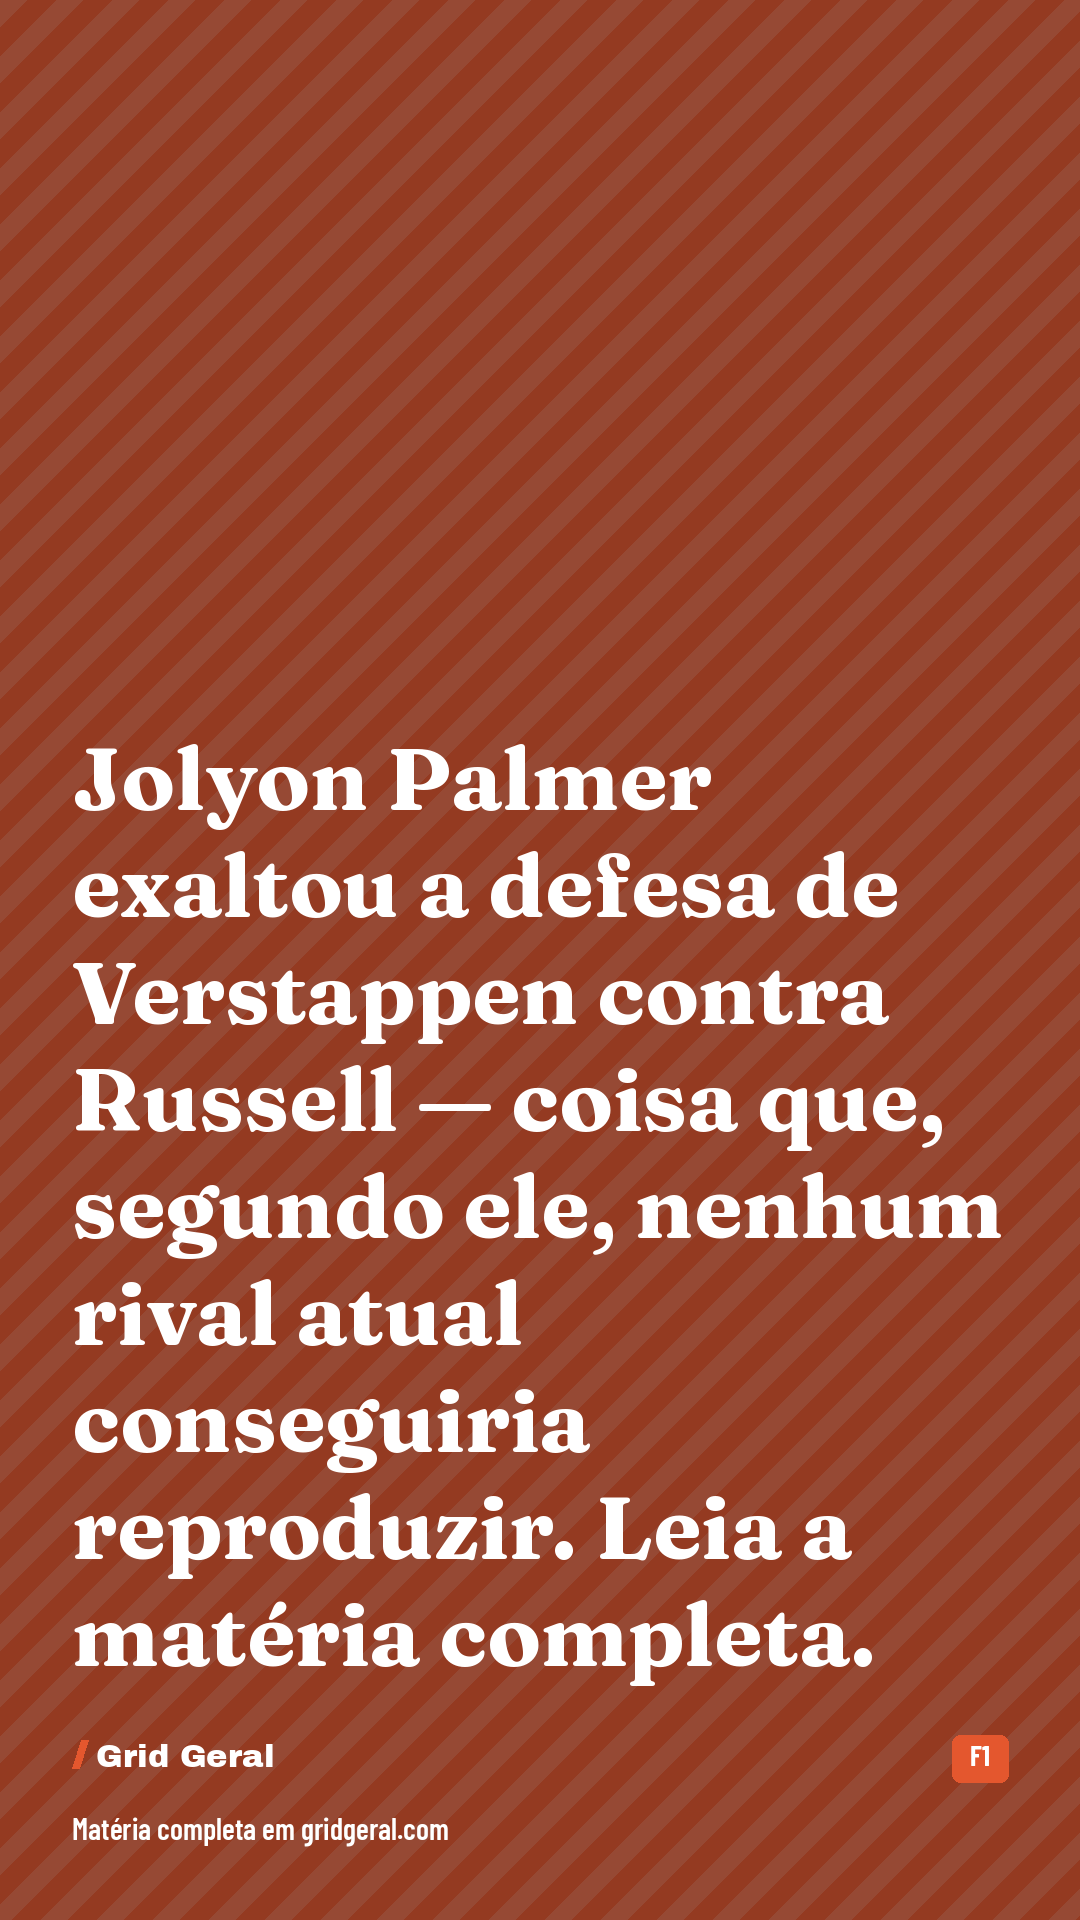 Jolyon Palmer
exaltou a defesa de
Verstappen contra
Russell — coisa que,
segundo ele, nenhum
rival atual
conseguiria
reproduzir. Leia a
matéria completa.
/ Grid Geral
F1
Matéria completa em gridgeral.com